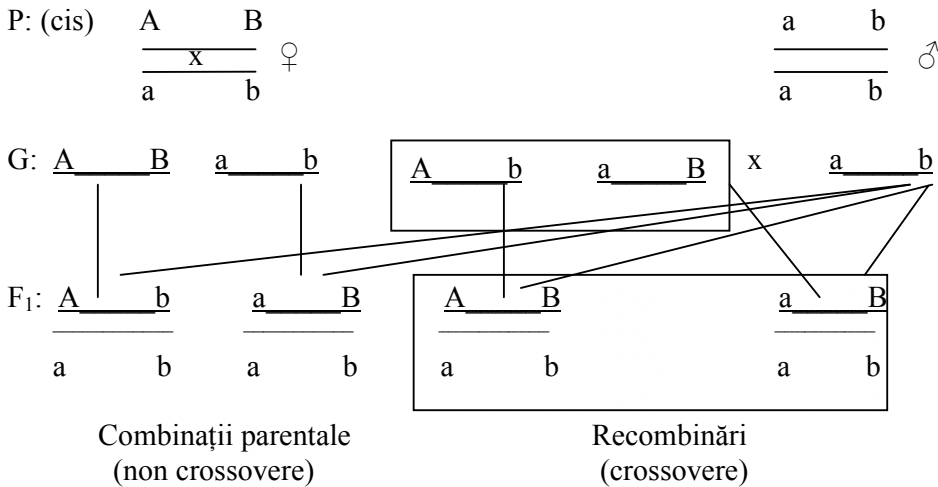 P: (cis) A B a b
x ♀ ♂
a b a b
G: A B a b A b a B x a b
F1: A b a B A B a B
a b a b a b a b
Combinații parentale Recombinări
(non crossovere) (crossovere)